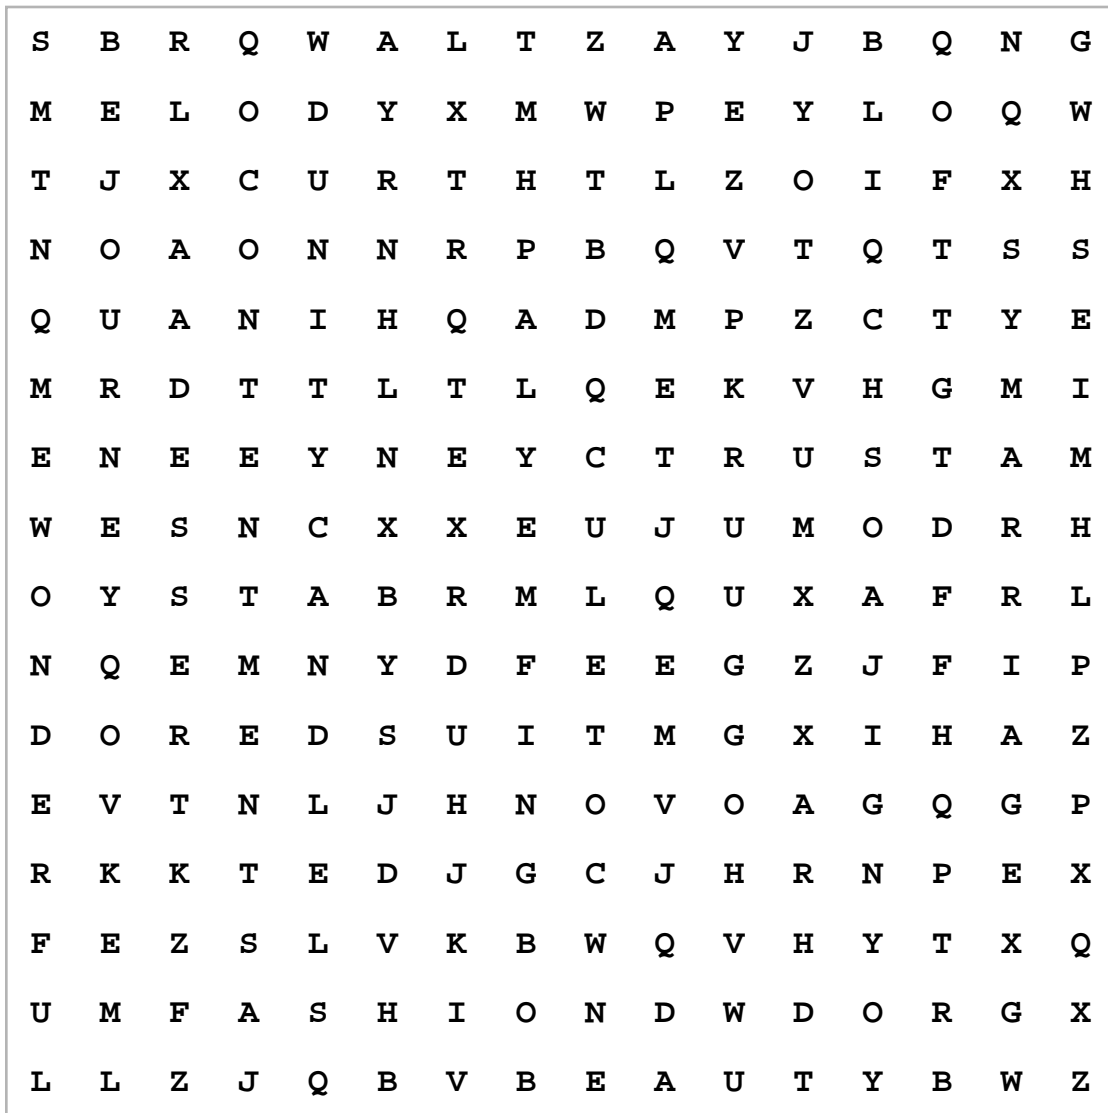 S B R Q W A L T Z A Y J B Q N G
M E L O D Y X M W P E Y L O Q W
T J X C U R T H T L Z O I F X H
N O A O N N R P B Q V T Q T S S
Q U A N I H Q A D M P Z C T Y E
M R D T T L T L Q E K V H G M I
E N E E Y N E Y C T R U S T A M
W E S N C X X E U J U M O D R H
O Y S T A B R M L Q U X A F R L
N Q E M N Y D F E E G Z J F I P
D O R E D S U I T M G X I H A Z
E V T N L J H N O V O A G Q G P
R K K T E D J G C J H R N P E X
F E Z S L V K B W Q V H Y T X Q
U M F A S H I O N D W D O R G X
L L Z J Q B V B E A U T Y B W Z